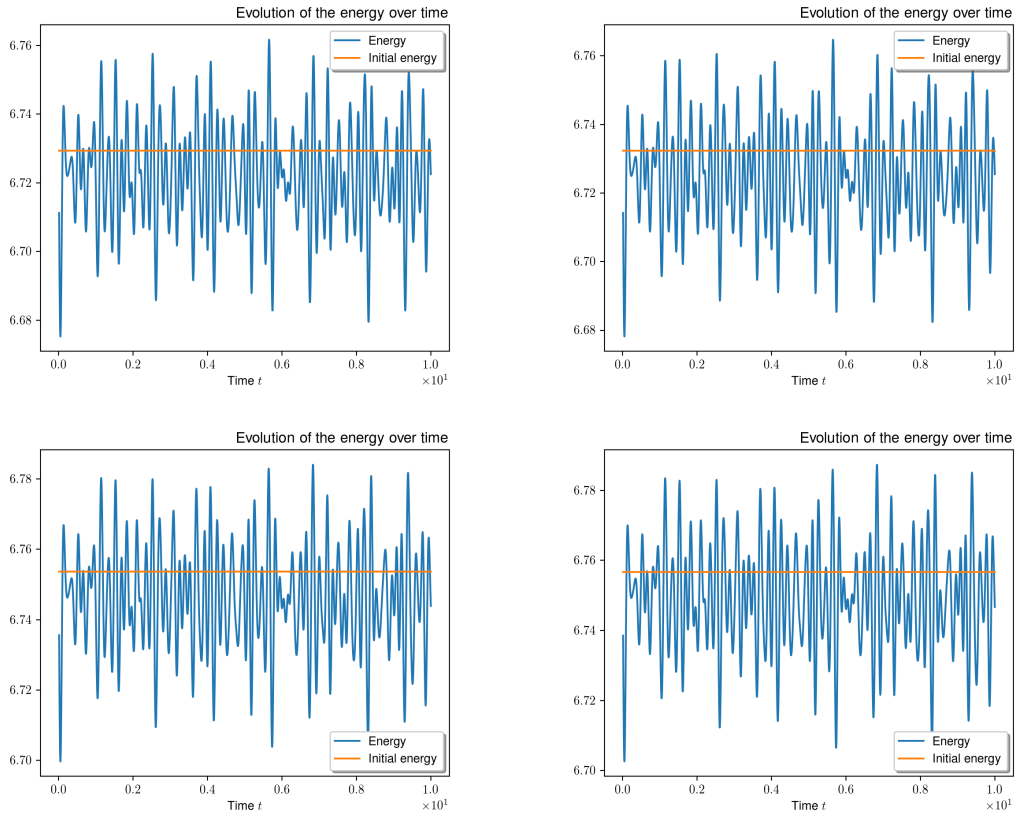 Evolution of the energy over time
Energy
Initial energy
6.76
6.74
6.72
6.70
6.68
0.0 0.2 0.4 0.6 0.8 1.0
Time t
×10¹
Evolution of the energy over time
Energy
Initial energy
6.76
6.74
6.72
6.70
6.68
0.0 0.2 0.4 0.6 0.8 1.0
Time t
×10¹
Evolution of the energy over time
6.78
6.76
6.74
6.72
6.70
Energy
Initial energy
0.0 0.2 0.4 0.6 0.8 1.0
Time t
×10¹
Evolution of the energy over time
6.78
6.76
6.74
6.72
6.70
Energy
Initial energy
0.0 0.2 0.4 0.6 0.8 1.0
Time t
×10¹